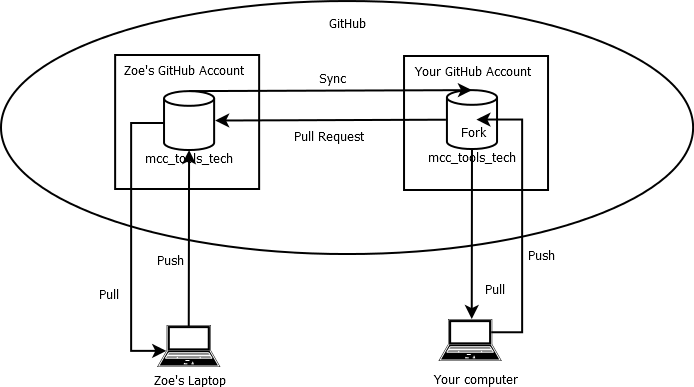 GitHub
Zoe's GitHub Account
Your GitHub Account
Sync
Fork
Pull Request
mcc_tools_tech
mcc_tools_tech
Push
Push
Pull
Pull
Zoe's Laptop
Your computer